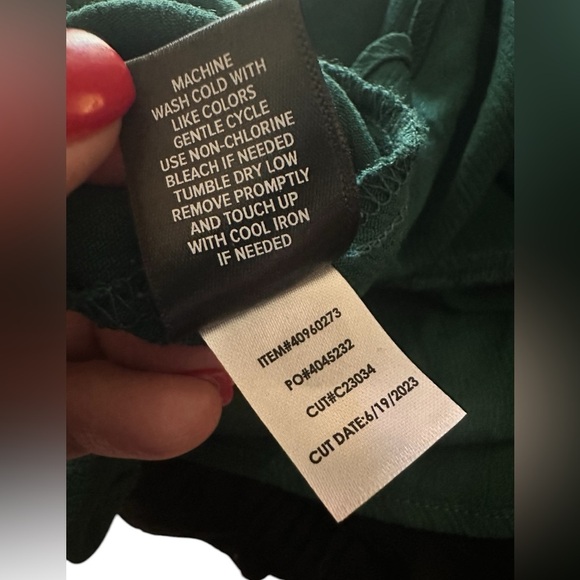 MACHINE
WASH COLD WITH
LIKE COLORS
GENTLE CYCLE
USE NON-CHLORINE
BLEACH IF NEEDED
TUMBLE DRY LOW
REMOVE PROMPTLY
AND TOUCH UP
WITH COOL IRON
IF NEEDED
ITEM#40960273
PO#4045232
CUT#C23034
CUT DATE:6/19/2023